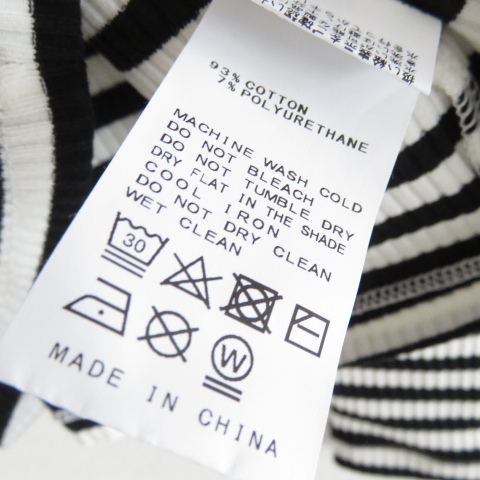 93% COTTON
7% POLYURETHANE
MACHINE WASH COLD
DO NOT BLEACH
DO NOT TUMBLE DRY
DRY FLAT IN THE SHADE
COOL IRON
DO NOT DRY CLEAN
WET CLEAN
30
W
MADE IN CHINA